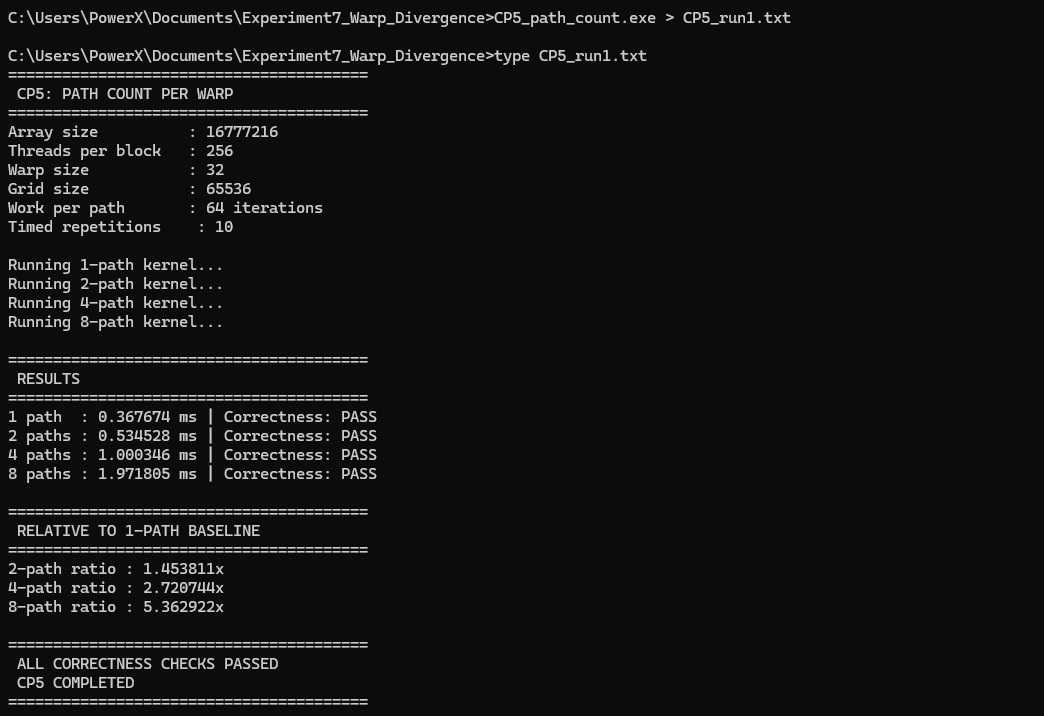 C:\Users\PowerX\Documents\Experiment7_Warp_Divergence>CP5_path_count.exe > CP5_run1.txt
C:\Users\PowerX\Documents\Experiment7_Warp_Divergence>type CP5_run1.txt
========================================
 CP5: PATH COUNT PER WARP
========================================
Array size          : 16777216
Threads per block   : 256
Warp size           : 32
Grid size           : 65536
Work per path       : 64 iterations
Timed repetitions    : 10
Running 1-path kernel...
Running 2-path kernel...
Running 4-path kernel...
Running 8-path kernel...
========================================
 RESULTS
========================================
1 path  : 0.367674 ms | Correctness: PASS
2 paths : 0.534528 ms | Correctness: PASS
4 paths : 1.000346 ms | Correctness: PASS
8 paths : 1.971805 ms | Correctness: PASS
========================================
 RELATIVE TO 1-PATH BASELINE
========================================
2-path ratio : 1.453811x
4-path ratio : 2.720744x
8-path ratio : 5.362922x
========================================
 ALL CORRECTNESS CHECKS PASSED
 CP5 COMPLETED
========================================